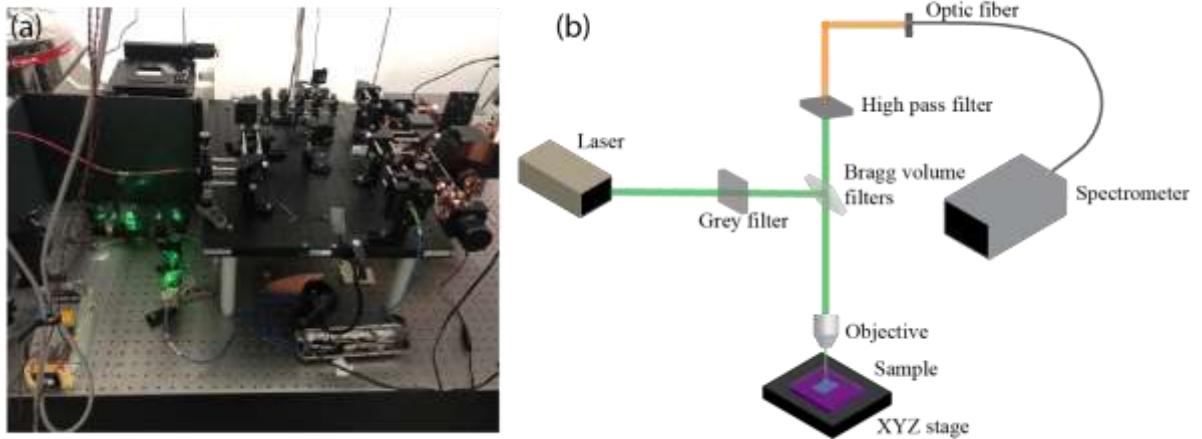 (a)
(b)
Optic fiber
High pass filter
Laser
Bragg volume
filters
Spectrometer
Grey filter
Objective
Sample
XYZ stage